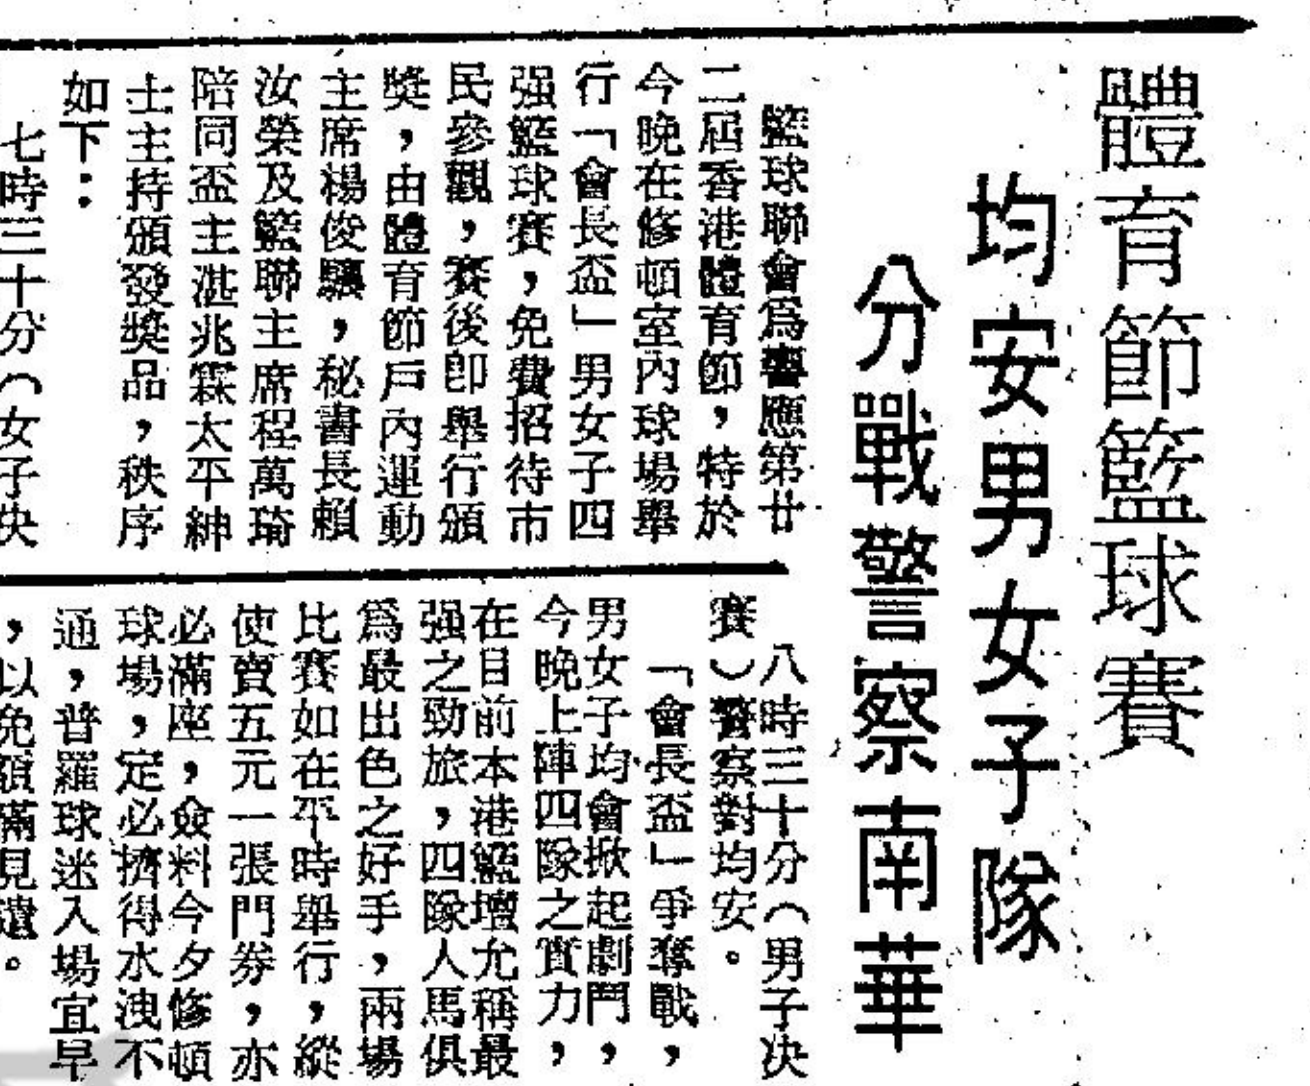 體育節籃球賽
均安男女子隊
分戰警察南華
籃球聯會爲響應第廿
二屆香港體育節，特於
今晚在修頓室內球場舉
行「會長盃」男女子四
强籃球賽，免費招待市
民參觀，賽後即舉行頒
獎，由體育節戶內運動
主席楊俊驤，秘書長賴
汝榮及籃聯主席程萬琦
陪同盃主湛兆霖太平紳
士主持頒發獎品，秩序
如下：
七時三十分（女子決
八時三十分（男子決
賽）警察對均安。
「會長盃」爭奪戰，
男女子均會掀起劇鬥，
今晚上陣四隊之實力，
在目前本港籃壇允稱最
强之勁旅，四隊人馬俱
爲最出色之好手，兩場
比賽如在平時舉行，縱
使賣五元一張門券，亦
必滿座，僉料今夕修頓
球場，定必擠得水洩不
通，普羅球迷入場宜早
，以免額滿見遺。